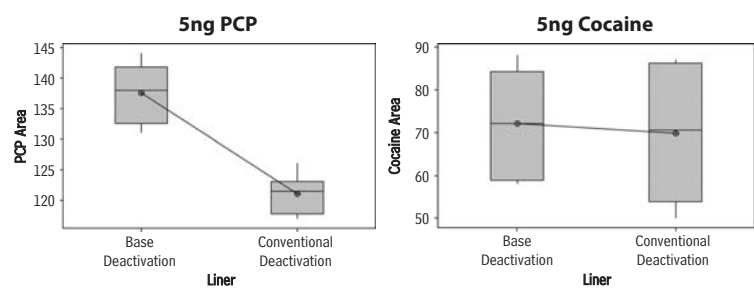 5ng PCP
145
140
135
130
125
120
PCP Area
Base
Deactivation
Conventional
Deactivation
Liner
5ng Cocaine
90
80
70
60
50
Cocaine Area
Base
Deactivation
Conventional
Deactivation
Liner